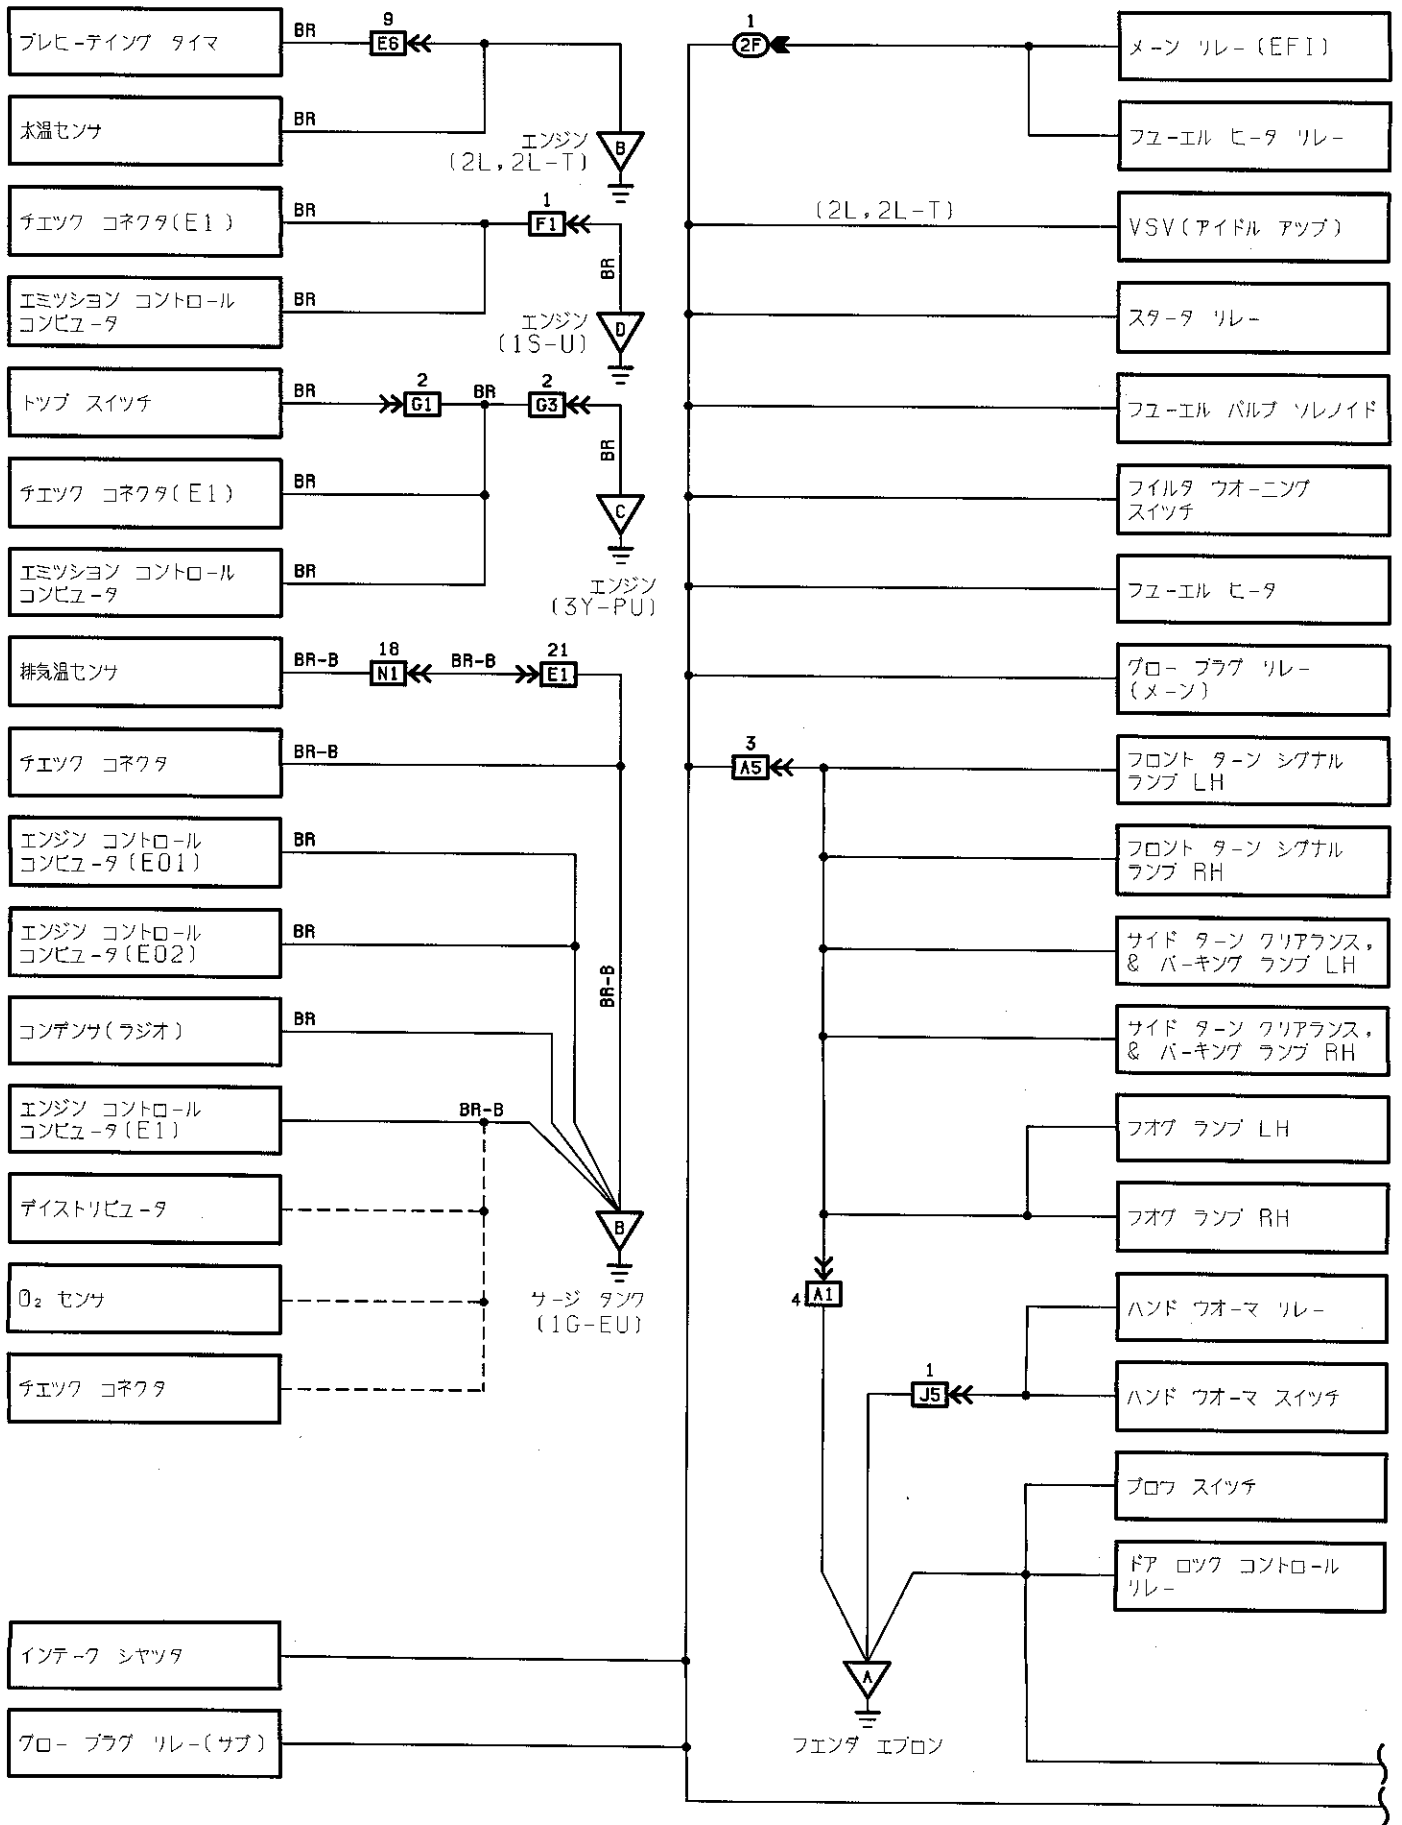 プレヒーテイング タイマ
BR
9
E6
水温センサ
BR
エンジン
(2L,2L-T)
B
チエツク コネクタ(E1)
BR
1
F1
BR
エミツシヨン コントロール
コンピユータ
BR
エンジン
(1S-U)
D
トツプ スイツチ
BR
2
G1
BR
2
G3
BR
チエツク コネクタ(E1)
BR
C
エミツシヨン コントロール
コンピユータ
BR
エンジン
(3Y-PU)
排気温センサ
BR-B
18
N1
BR-B
21
E1
チエツク コネクタ
BR-B
エンジン コントロール
コンピユータ(E01)
BR
エンジン コントロール
コンピユータ(E02)
BR
BR-B
コンデンサ(ラジオ)
BR
エンジン コントロール
コンピユータ(E1)
BR-B
デイストリビユータ
B
O₂ センサ
サージ タンク
(1G-EU)
チエツク コネクタ
インテーク シヤツタ
グロー プラグ リレー(サブ)
1
2F
メーン リレー(EFI)
フユーエル ヒータ リレー
(2L,2L-T)
VSV(アイドル アツプ)
スタータ リレー
フユーエル バルブ ソレノイド
フイルタ ウオーニング
スイツチ
フユーエル ヒータ
グロー プラグ リレー
(メーン)
3
A5
フロント ターン シグナル
ランプ LH
フロント ターン シグナル
ランプ RH
サイド ターン クリアランス,
& パーキング ランプ LH
サイド ターン クリアランス,
& パーキング ランプ RH
フオグ ランプ LH
フオグ ランプ RH
4
A1
ハンド ウオーマ リレー
1
J5
ハンド ウオーマ スイツチ
ブロワ スイツチ
ドア ロツク コントロール
リレー
A
フエンダ エプロン